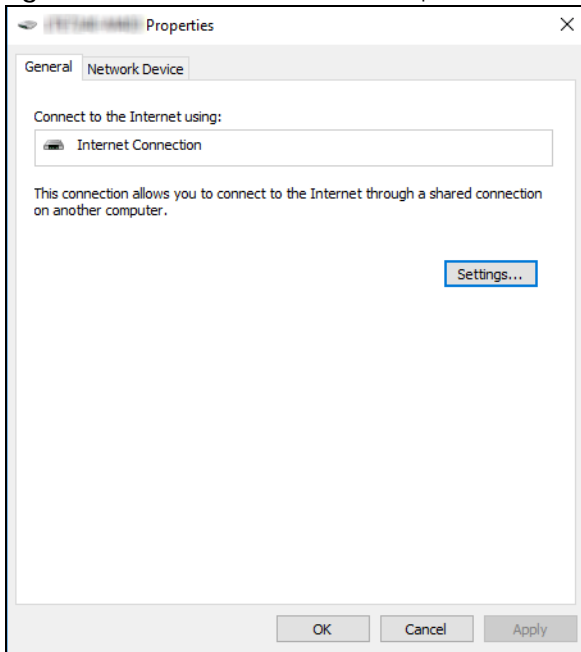 Properties
General
Network Device
Connect to the Internet using:
Internet Connection
This connection allows you to connect to the Internet through a shared connection
on another computer.
Settings...
OK
Cancel
Apply